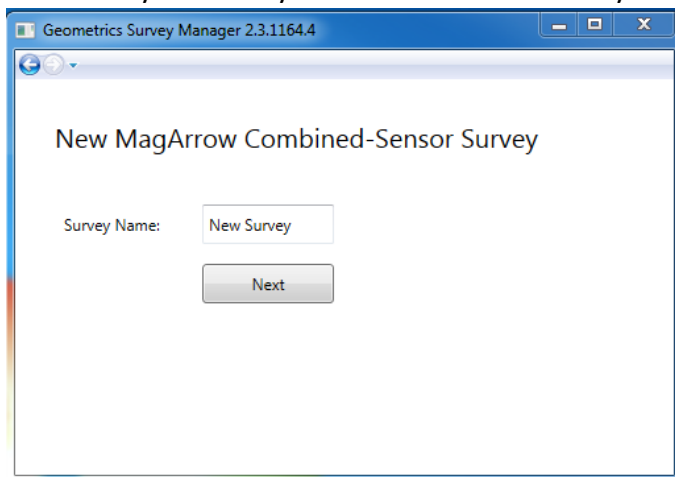 Geometrics Survey Manager 2.3.1164.4
New MagArrow Combined-Sensor Survey
Survey Name: New Survey
Next